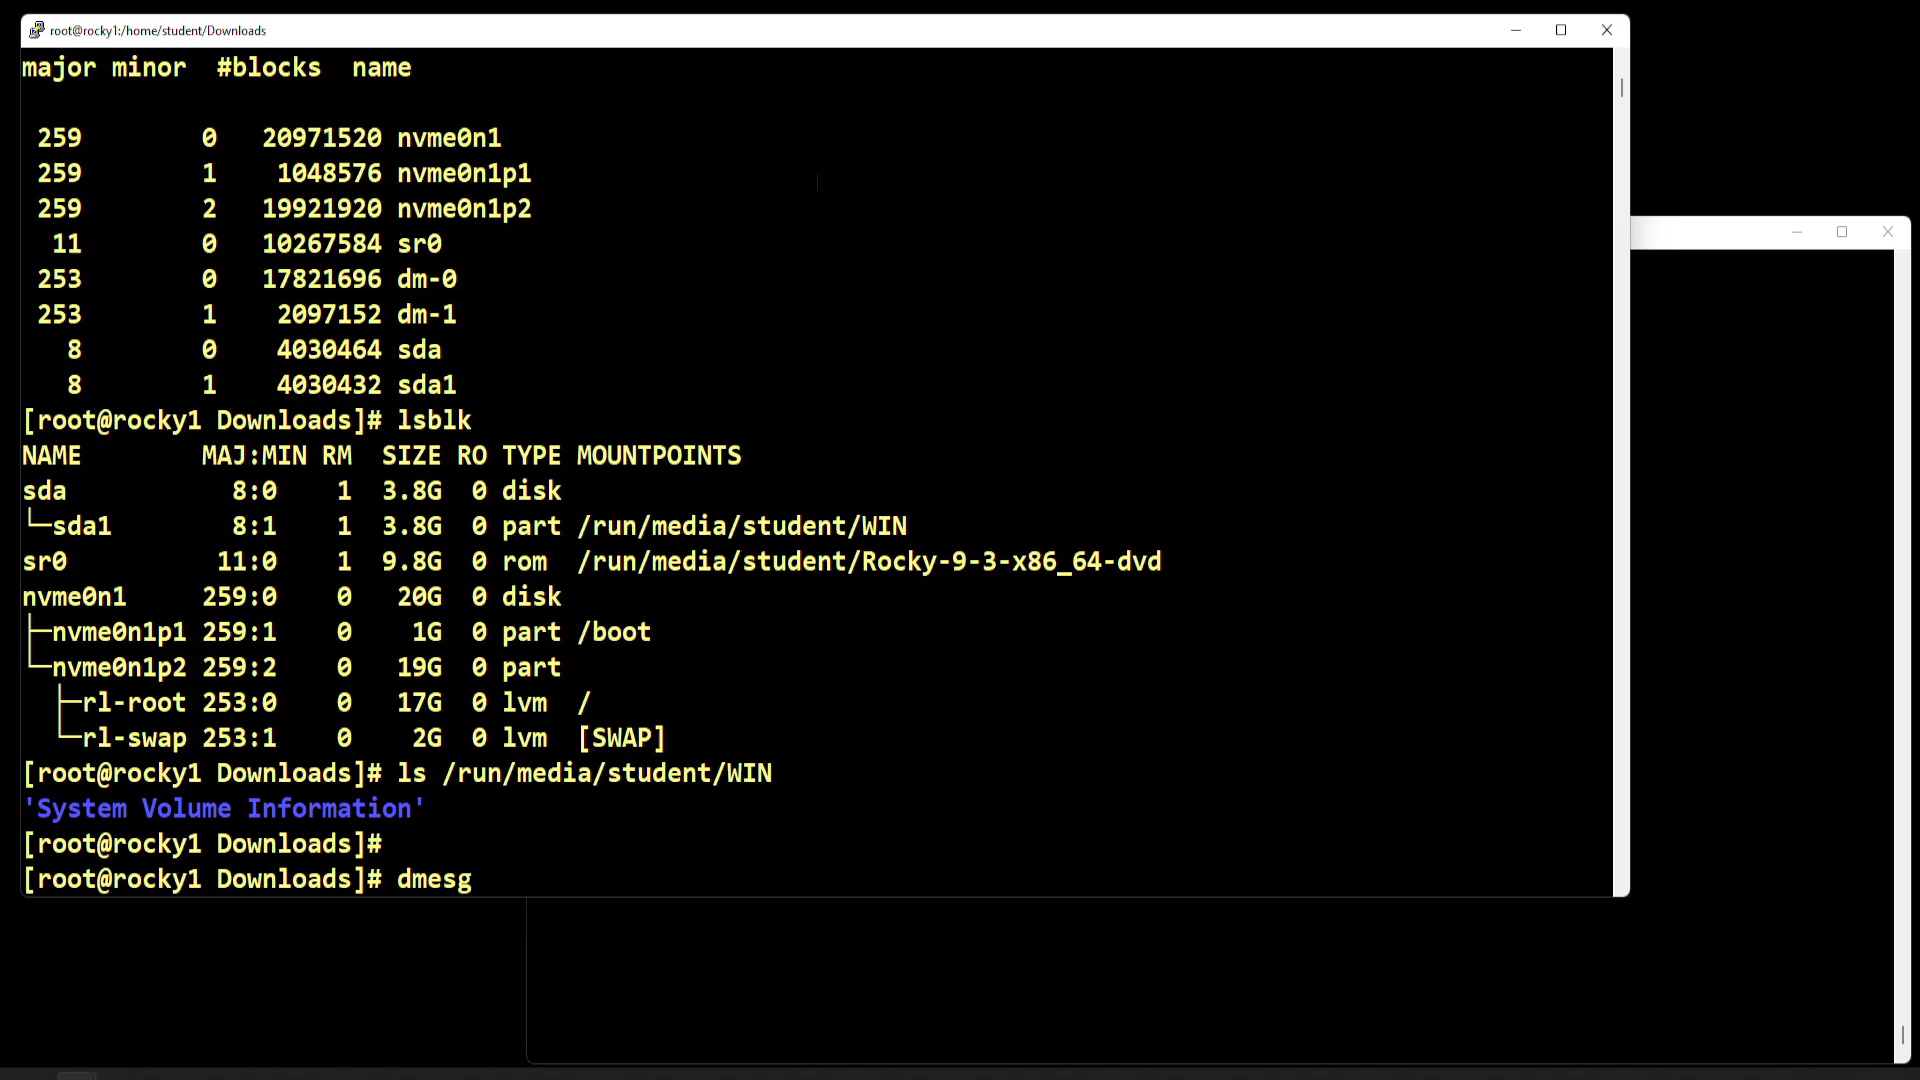 root@rocky1:/home/student/Downloads
major minor  #blocks  name
 259        0   20971520 nvme0n1
 259        1    1048576 nvme0n1p1
 259        2   19921920 nvme0n1p2
  11        0   10267584 sr0
 253        0   17821696 dm-0
 253        1    2097152 dm-1
   8        0    4030464 sda
   8        1    4030432 sda1
[root@rocky1 Downloads]# lsblk
NAME        MAJ:MIN RM  SIZE RO TYPE MOUNTPOINTS
sda           8:0    1  3.8G  0 disk
└─sda1        8:1    1  3.8G  0 part /run/media/student/WIN
sr0          11:0    1  9.8G  0 rom  /run/media/student/Rocky-9-3-x86_64-dvd
nvme0n1     259:0    0   20G  0 disk
├─nvme0n1p1 259:1    0    1G  0 part /boot
└─nvme0n1p2 259:2    0   19G  0 part
  ├─rl-root 253:0    0   17G  0 lvm  /
  └─rl-swap 253:1    0    2G  0 lvm  [SWAP]
[root@rocky1 Downloads]# ls /run/media/student/WIN
'System Volume Information'
[root@rocky1 Downloads]#
[root@rocky1 Downloads]# dmesg